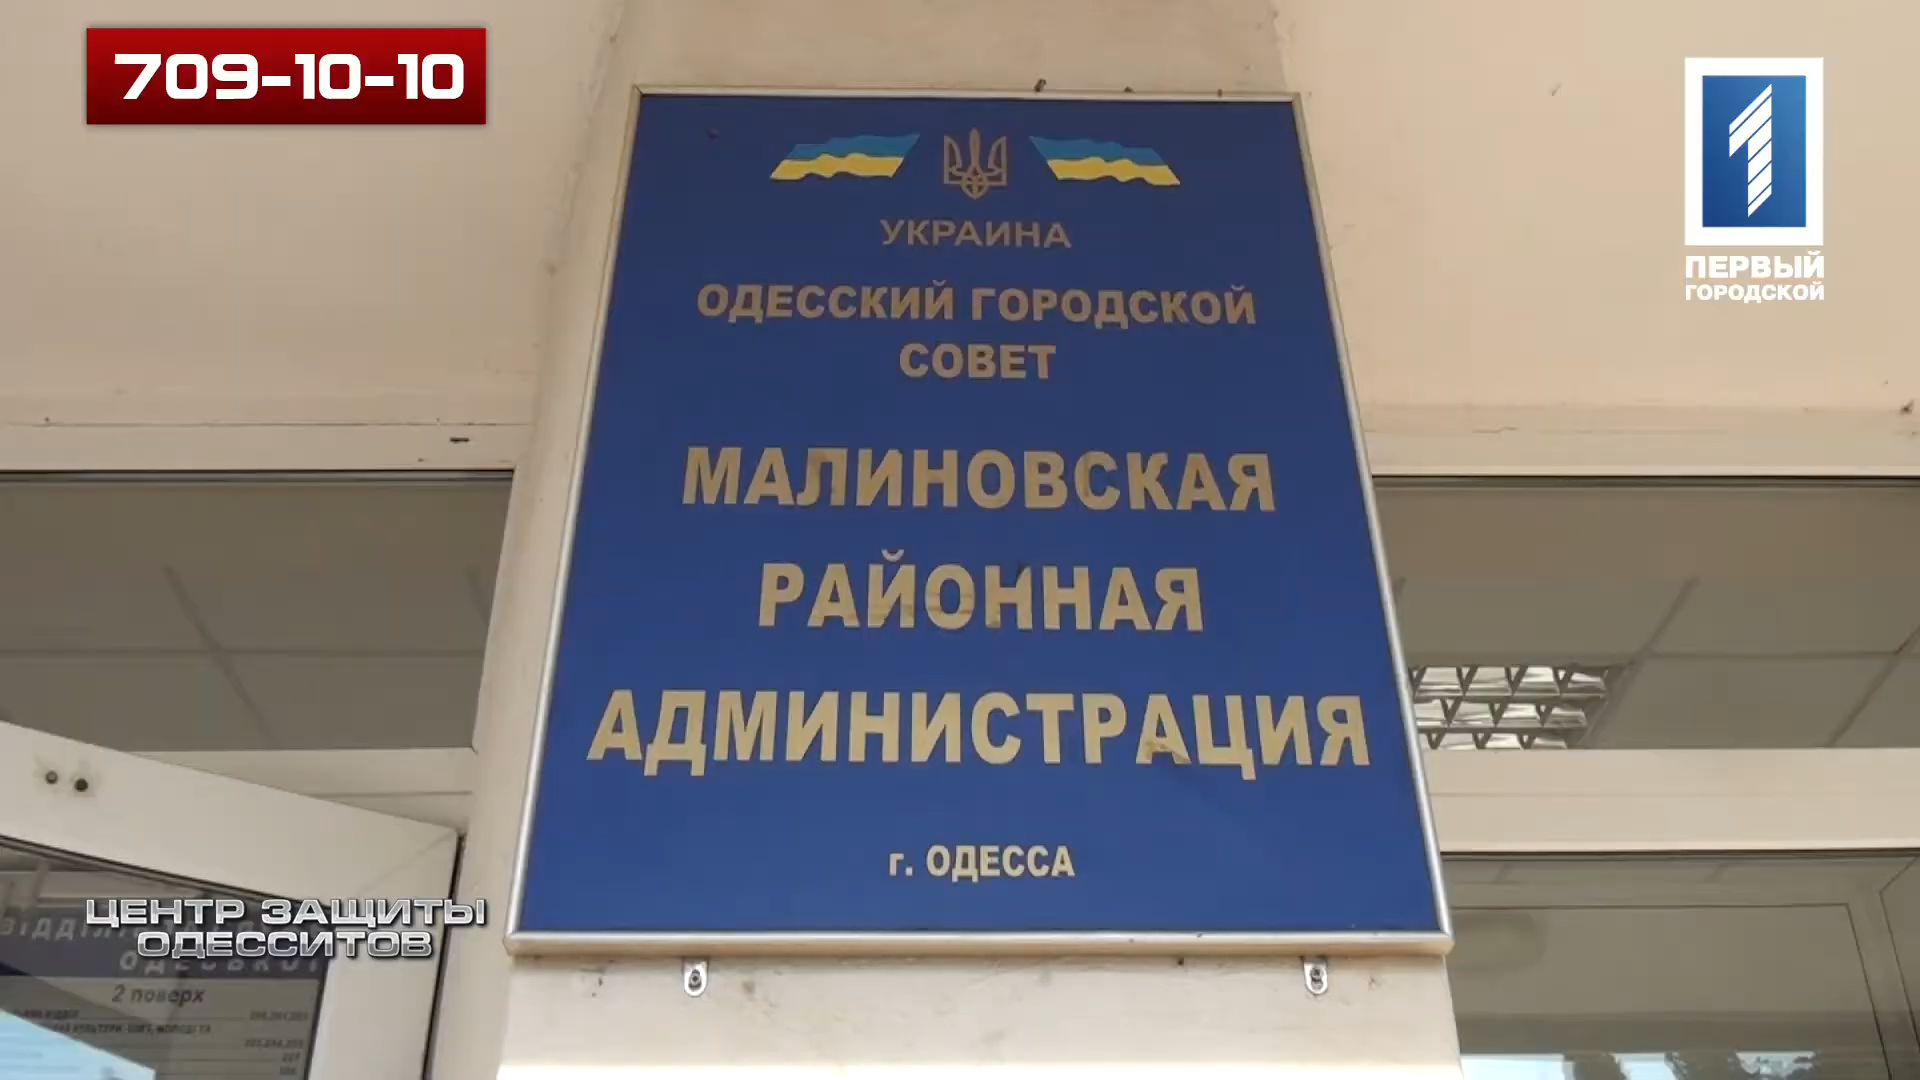 709-10-10
ПЕРВЫЙ
ГОРОДСКОЙ
УКРАИНА
ОДЕССКИЙ ГОРОДСКОЙ
СОВЕТ
МАЛИНОВСКАЯ
РАЙОННАЯ
АДМИНИСТРАЦИЯ
г. ОДЕССА
ЦЕНТР ЗАЩИТЫ
ОДЕССИТОВ
2 поверх